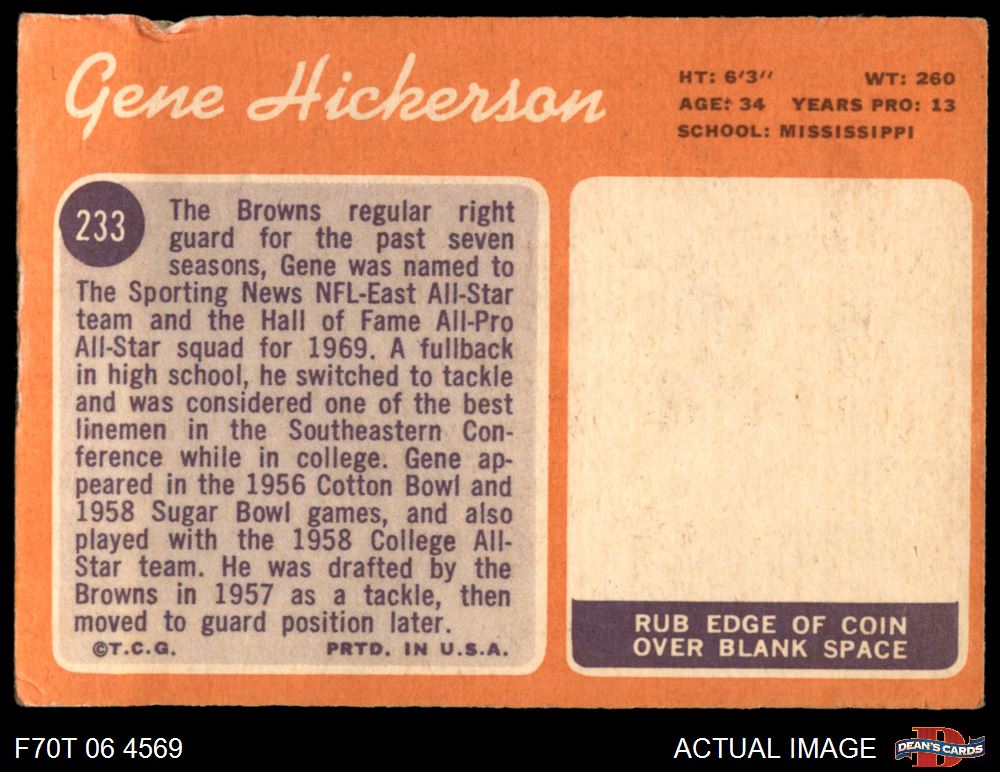 Gene Hickerson
HT: 6'3" WT: 260
AGE: 34 YEARS PRO: 13
SCHOOL: MISSISSIPPI
233
The Browns regular right
guard for the past seven
seasons, Gene was named to
The Sporting News NFL-East All-Star
team and the Hall of Fame All-Pro
All-Star squad for 1969. A fullback
in high school, he switched to tackle
and was considered one of the best
linemen in the Southeastern Con-
ference while in college. Gene ap-
peared in the 1956 Cotton Bowl and
1958 Sugar Bowl games, and also
played with the 1958 College All-
Star team. He was drafted by the
Browns in 1957 as a tackle, then
moved to guard position later.
©T.C.G. PRTD. IN U.S.A.
RUB EDGE OF COIN
OVER BLANK SPACE
F70T 06 4569
ACTUAL IMAGE
DEAN'S CARDS